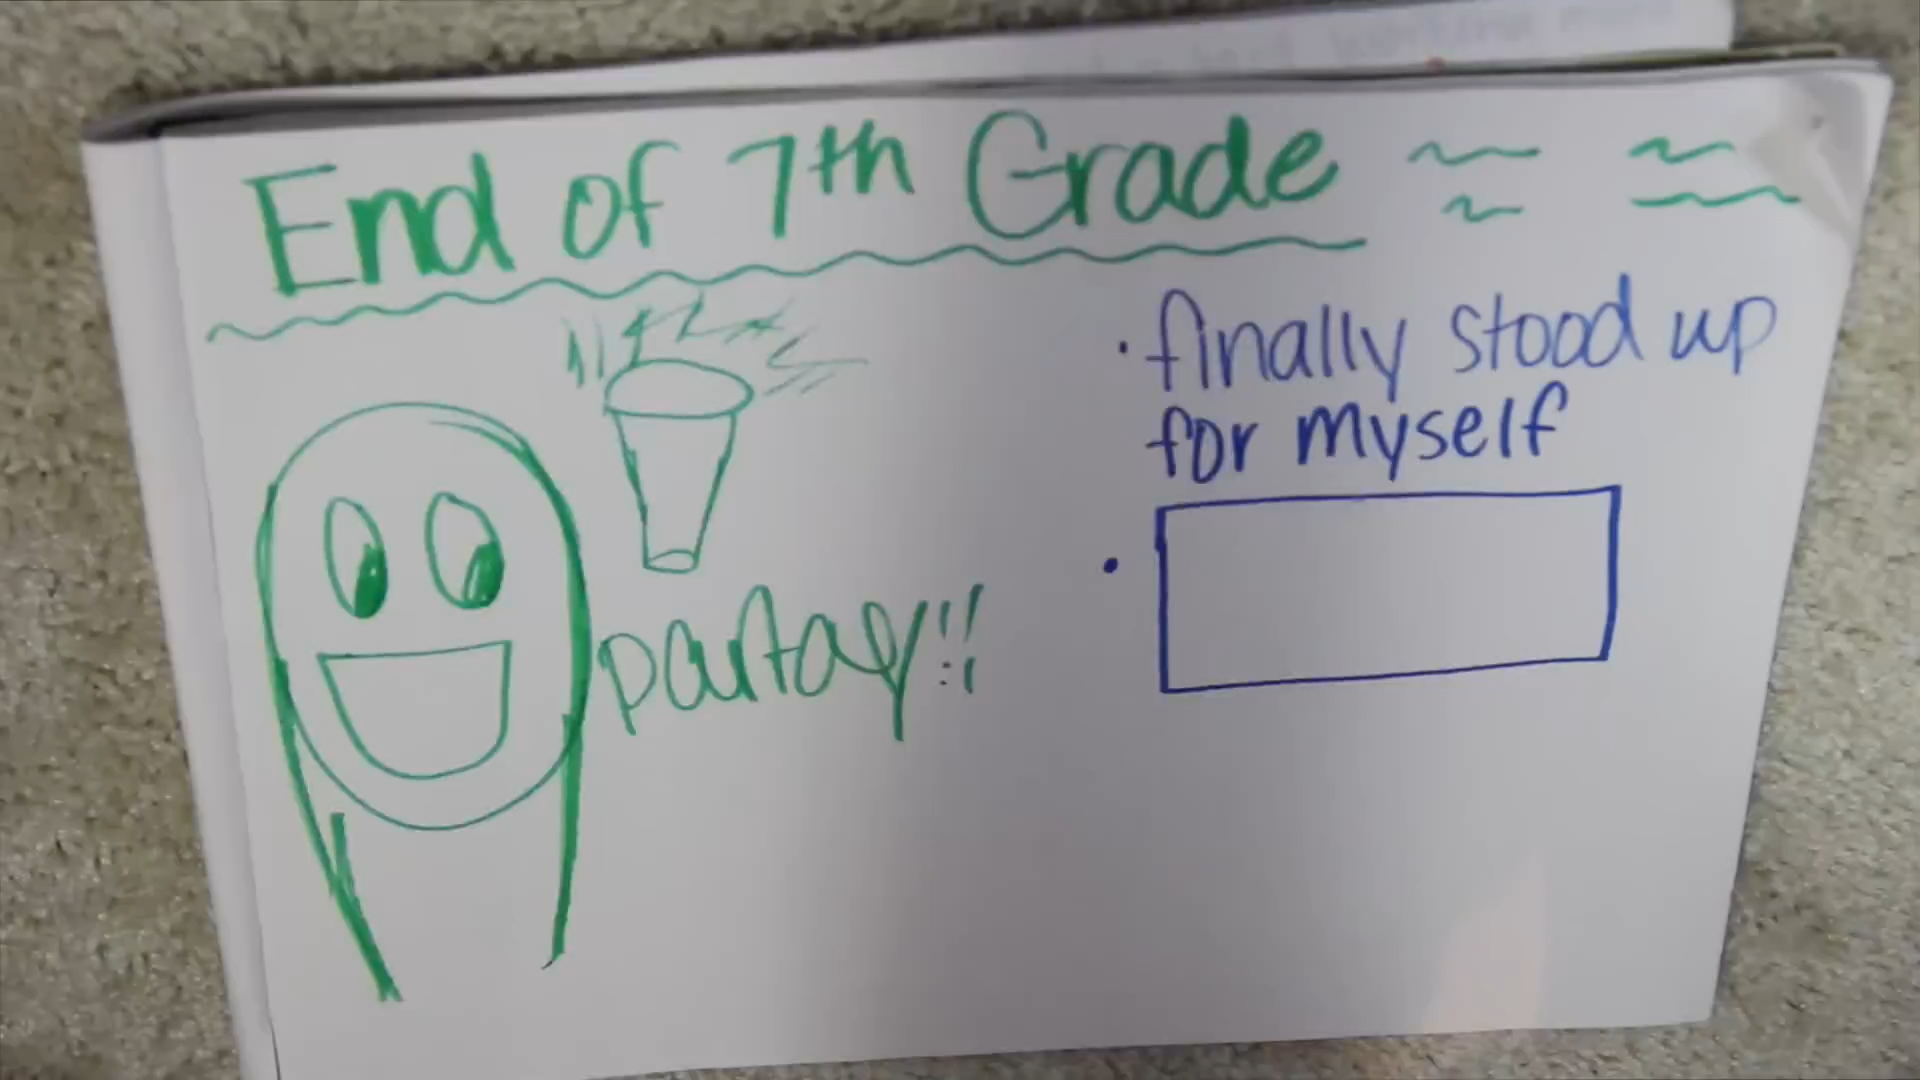 End of 7th Grade
• finally stood up
for myself
•
partay!!